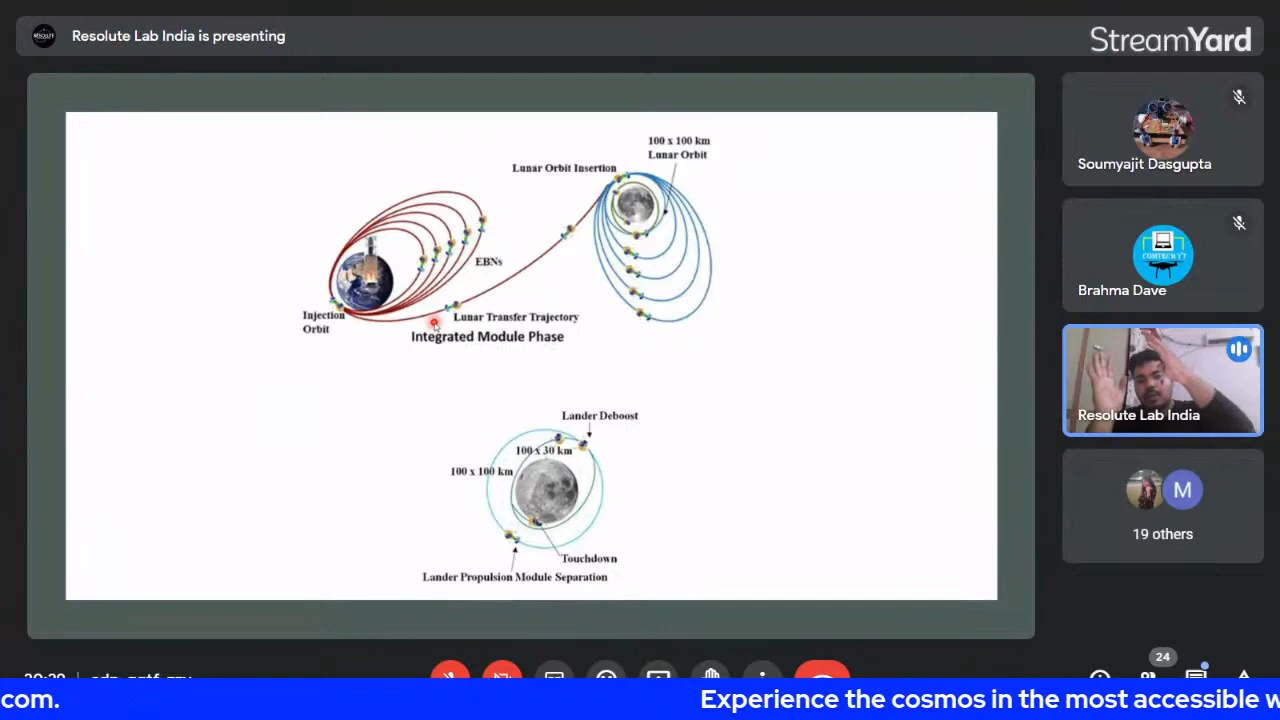 Resolute Lab India is presenting
StreamYard
100 x 100 km
Lunar Orbit
Lunar Orbit Insertion
EBNs
Injection
Orbit
Lunar Transfer Trajectory
Integrated Module Phase
Lander Deboost
100 x 30 km
100 x 100 km
Touchdown
Lander Propulsion Module Separation
Soumyajit Dasgupta
COMTECH YT
Brahma Dave
Resolute Lab India
M
19 others
24
com.
Experience the cosmos in the most accessible w